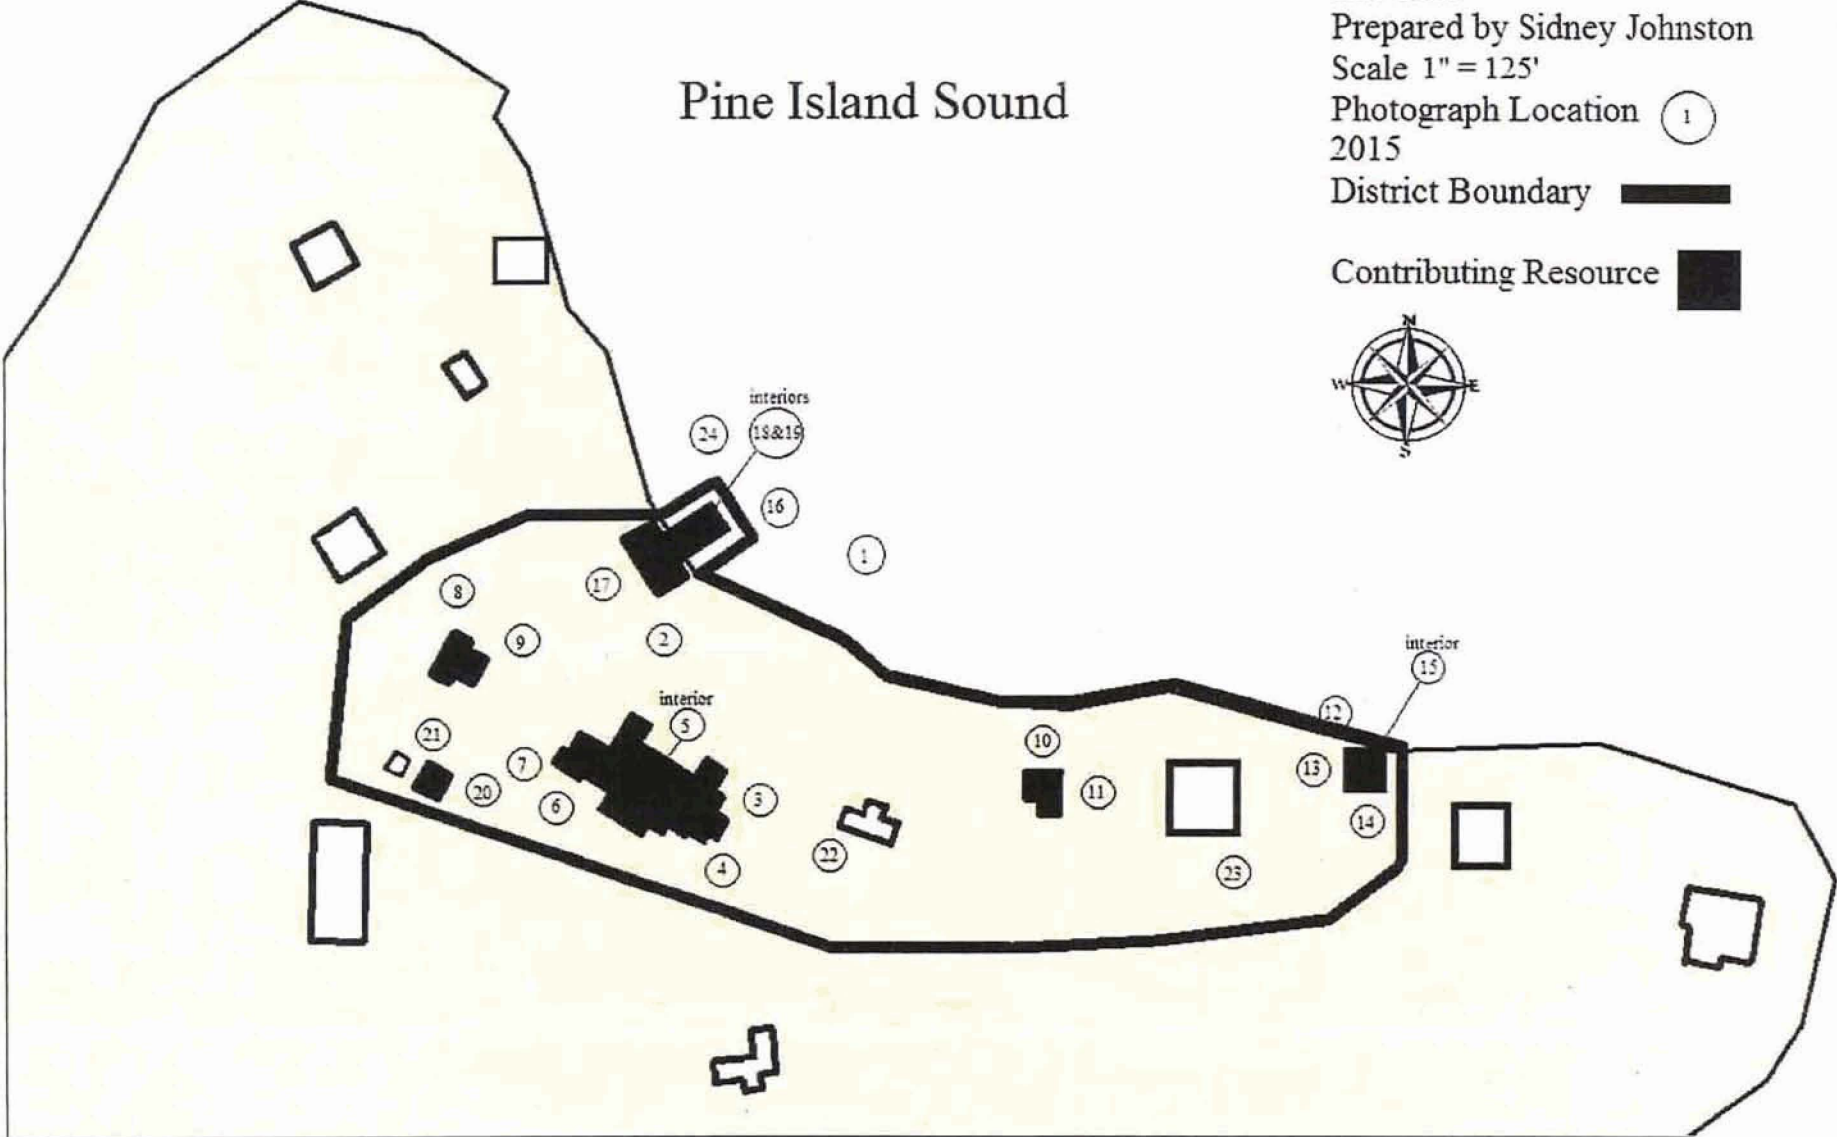 Pine Island Sound
Prepared by Sidney Johnston
Scale 1" = 125'
Photograph Location 1
2015
District Boundary
Contributing Resource
N
W E
S
interiors
24 18&19
16
1
17
8
9
2
interior
15
interior
5
12
21
10
7
13
20
6
3
11
14
22
4
23